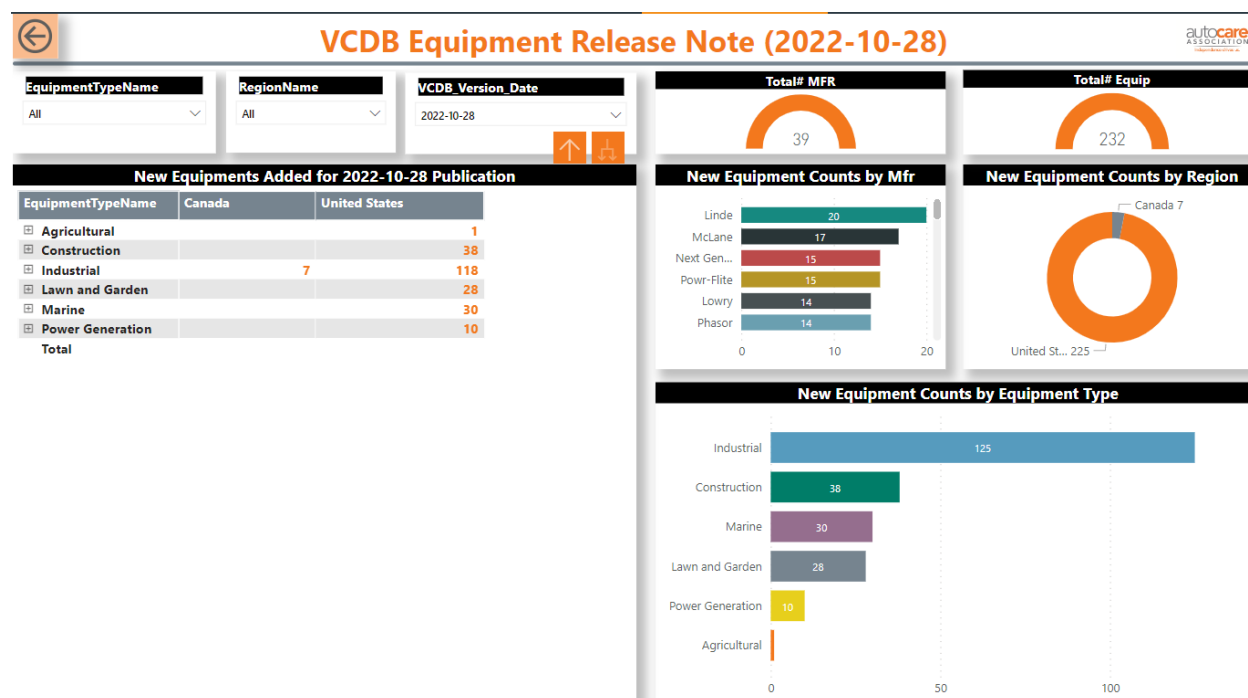 VCDB Equipment Release Note (2022-10-28)
autocare
ASSOCIATION
EquipmentTypeName
All
RegionName
All
VCDB_Version_Date
2022-10-28
Total# MFR
39
Total# Equip
232
New Equipments Added for 2022-10-28 Publication
EquipmentTypeName Canada United States
Agricultural 1
Construction 38
Industrial 7 118
Lawn and Garden 28
Marine 30
Power Generation 10
Total
New Equipment Counts by Mfr
Linde 20
McLane 17
Next Gen... 15
Powr-Flite 15
Lowry 14
Phasor 14
0 10 20
New Equipment Counts by Region
Canada 7
United St... 225
New Equipment Counts by Equipment Type
Industrial 125
Construction 38
Marine 30
Lawn and Garden 28
Power Generation 10
Agricultural
0 50 100